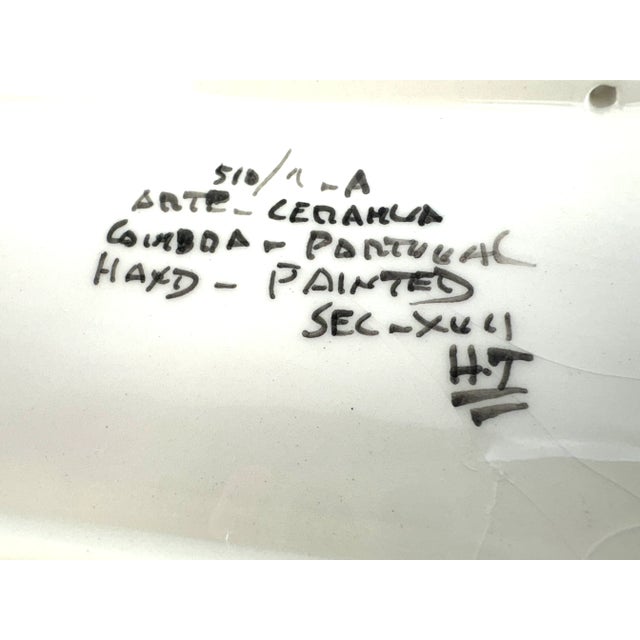 510/1-A
ARTE-CERAMICA
COIMBRA - PORTUGAL
HAND - PAINTED
SEC-XVII
H.T